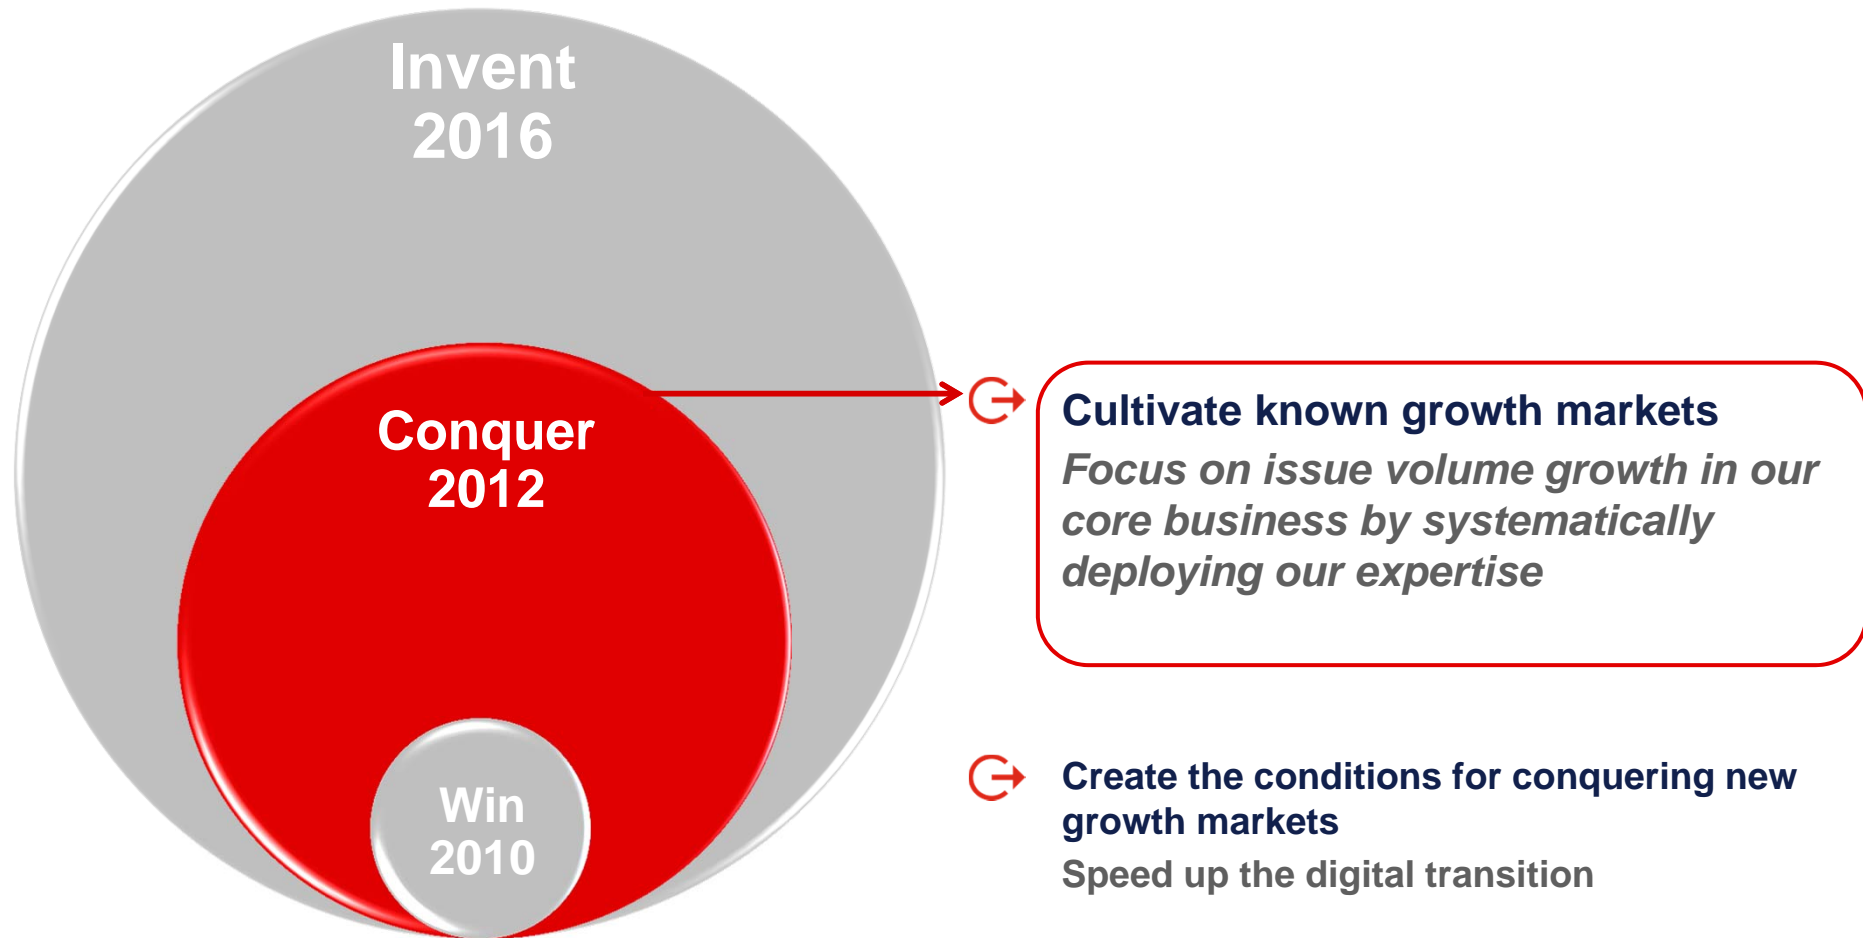 Invent
2016
Conquer
2012
Win
2010
Cultivate known growth markets
Focus on issue volume growth in our
core business by systematically
deploying our expertise
Create the conditions for conquering new
growth markets
Speed up the digital transition